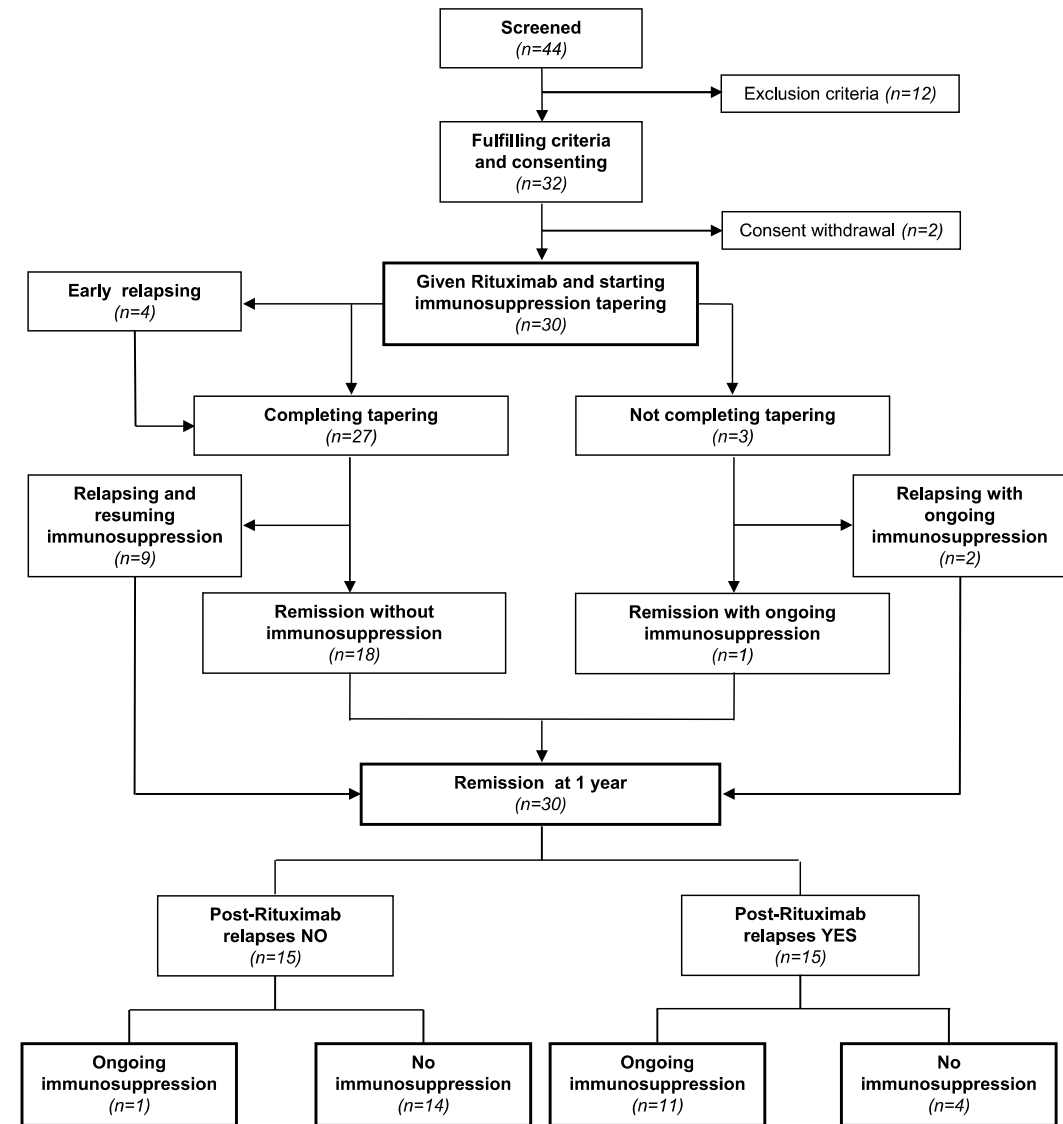 Screened
(n=44)
Exclusion criteria (n=12)
Fulfilling criteria
and consenting
(n=32)
Consent withdrawal (n=2)
Given Rituximab and starting
immunosuppression tapering
(n=30)
Early relapsing
(n=4)
Completing tapering
(n=27)
Not completing tapering
(n=3)
Relapsing and
resuming
immunosuppression
(n=9)
Relapsing with
ongoing
immunosuppression
(n=2)
Remission without
immunosuppression
(n=18)
Remission with ongoing
immunosuppression
(n=1)
Remission at 1 year
(n=30)
Post-Rituximab
relapses NO
(n=15)
Post-Rituximab
relapses YES
(n=15)
Ongoing
immunosuppression
(n=1)
No
immunosuppression
(n=14)
Ongoing
immunosuppression
(n=11)
No
immunosuppression
(n=4)